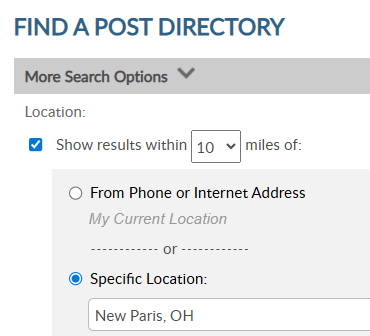 FIND A POST DIRECTORY
More Search Options
Location:
Show results within 10 miles of:
From Phone or Internet Address
My Current Location
------------ or ------------
Specific Location:
New Paris, OH